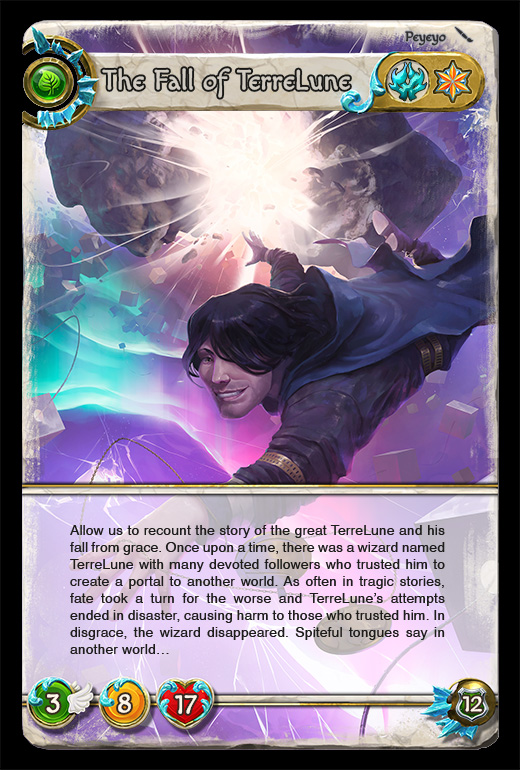 Peyeyo
The Fall of TerreLune
Allow us to recount the story of the great TerreLune and his
fall from grace. Once upon a time, there was a wizard named
TerreLune with many devoted followers who trusted him to
create a portal to another world. As often in tragic stories,
fate took a turn for the worse and TerreLune's attempts
ended in disaster, causing harm to those who trusted him. In
disgrace, the wizard disappeared. Spiteful tongues say in
another world…
3 8 17 12